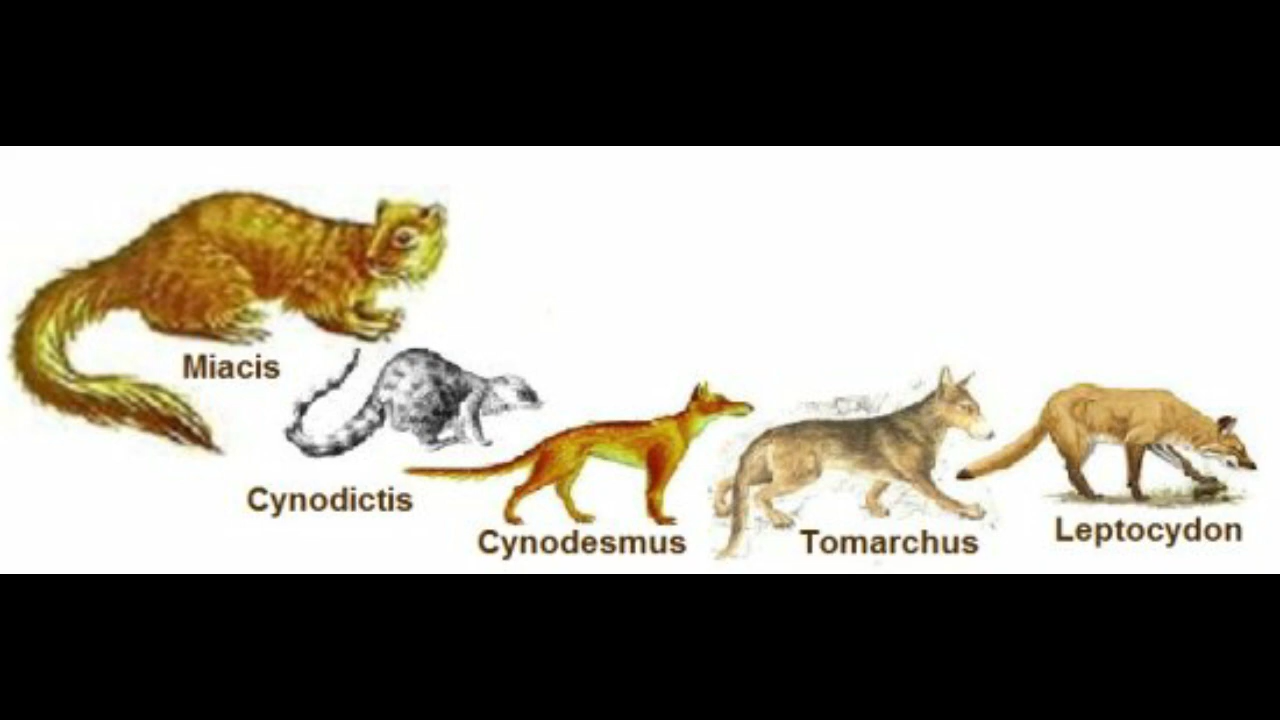 Miacis
Cynodictis
Cynodesmus
Tomarchus
Leptocydon